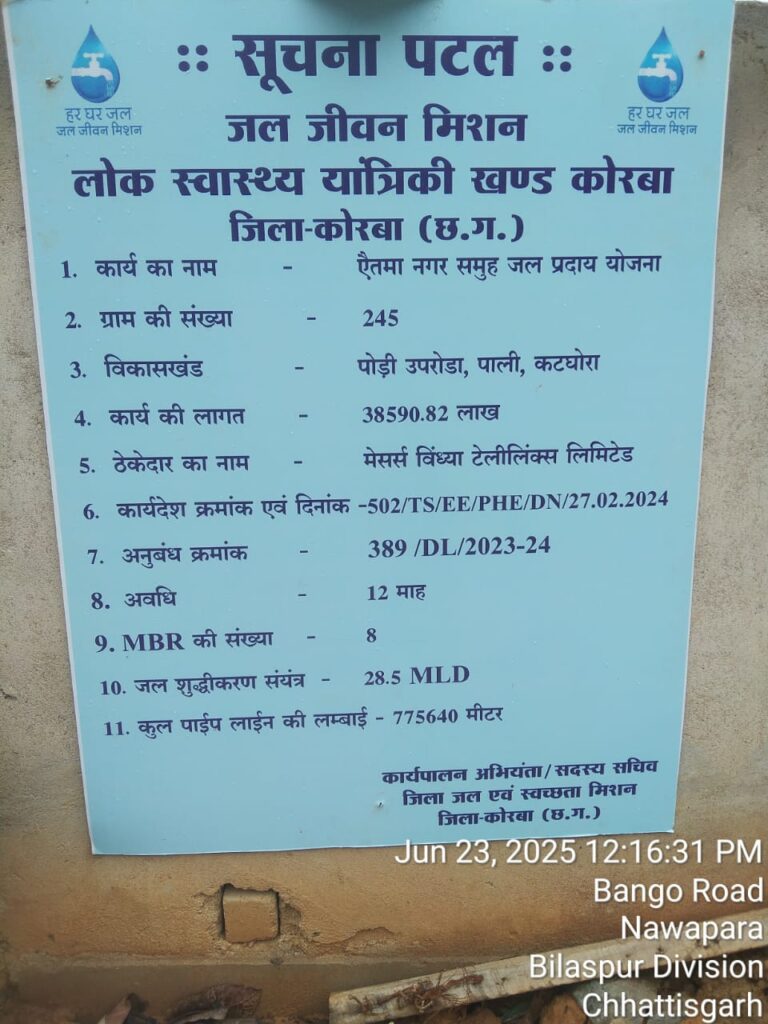 :: सूचना पटल ::
हर घर जल
जल जीवन मिशन
हर घर जल
जल जीवन मिशन
जल जीवन मिशन
लोक स्वास्थ्य यांत्रिकी खण्ड कोरबा
जिला-कोरबा (छ.ग.)
1. कार्य का नाम - एैतमा नगर समुह जल प्रदाय योजना
2. ग्राम की संख्या - 245
3. विकासखंड - पोड़ी उपरोडा, पाली, कटघोरा
4. कार्य की लागत - 38590.82 लाख
5. ठेकेदार का नाम - मेसर्स विंध्या टेलीलिंक्स लिमिटेड
6. कार्यदेश क्रमांक एवं दिनांक -502/TS/EE/PHE/DN/27.02.2024
7. अनुबंध क्रमांक - 389 /DL/2023-24
8. अवधि - 12 माह
9. MBR की संख्या - 8
10. जल शुद्धीकरण संयंत्र - 28.5 MLD
11. कुल पाईप लाईन की लम्बाई - 775640 मीटर
कार्यपालन अभियंता/सदस्य सचिव
जिला जल एवं स्वच्छता मिशन
जिला-कोरबा (छ.ग.)
Jun 23, 2025 12:16:31 PM
Bango Road
Nawapara
Bilaspur Division
Chhattisgarh